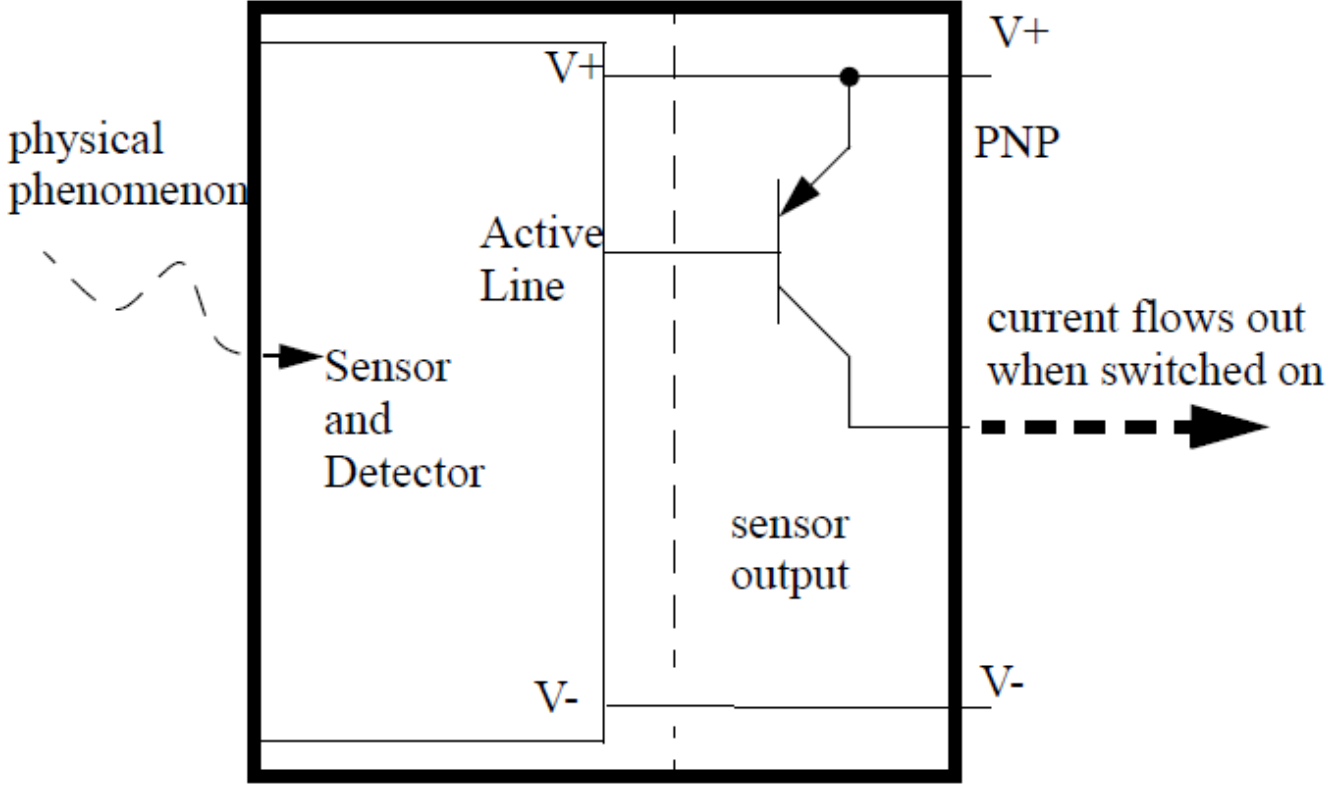 V+
V+
physical
phenomenon
PNP
Active
Line
current flows out
when switched on
Sensor
and
Detector
sensor
output
V-
V-